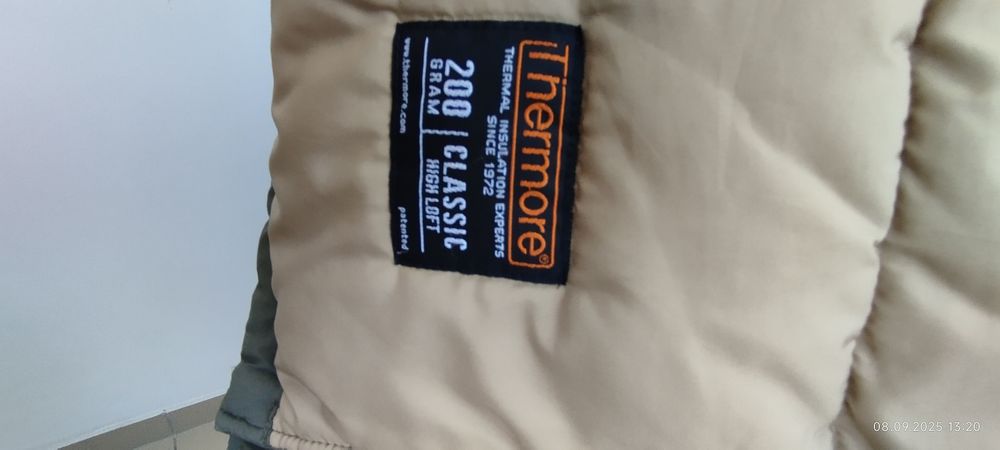 Thermore®
THERMAL INSULATION EXPERTS
SINCE 1972
200 | CLASSIC
GRAM | HIGH LOFT
www.thermore.com patented
08.09.2025 13:20